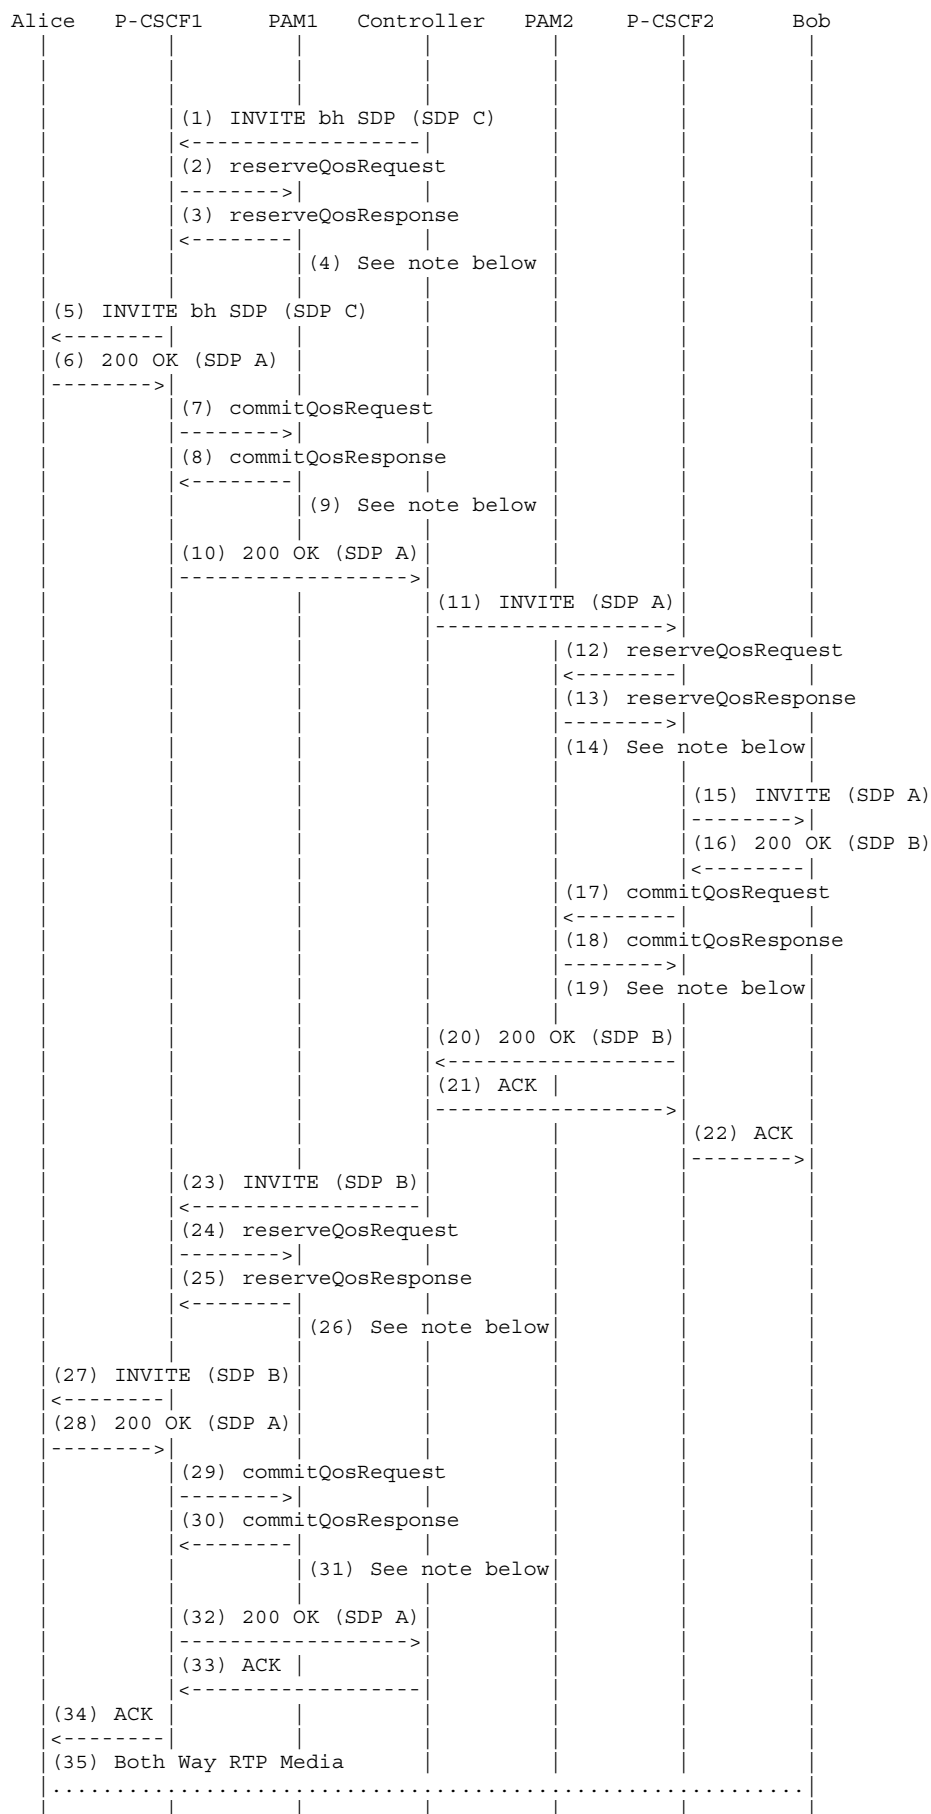 Alice P-CSCF1 PAM1 Controller PAM2 P-CSCF2 Bob
(1) INVITE bh SDP (SDP C)
(2) reserveQosRequest
(3) reserveQosResponse
(4) See note below
(5) INVITE bh SDP (SDP C)
(6) 200 OK (SDP A)
(7) commitQosRequest
(8) commitQosResponse
(9) See note below
(10) 200 OK (SDP A)
(11) INVITE (SDP A)
(12) reserveQosRequest
(13) reserveQosResponse
(14) See note below
(15) INVITE (SDP A)
(16) 200 OK (SDP B)
(17) commitQosRequest
(18) commitQosResponse
(19) See note below
(20) 200 OK (SDP B)
(21) ACK
(22) ACK
(23) INVITE (SDP B)
(24) reserveQosRequest
(25) reserveQosResponse
(26) See note below
(27) INVITE (SDP B)
(28) 200 OK (SDP A)
(29) commitQosRequest
(30) commitQosResponse
(31) See note below
(32) 200 OK (SDP A)
(33) ACK
(34) ACK
(35) Both Way RTP Media